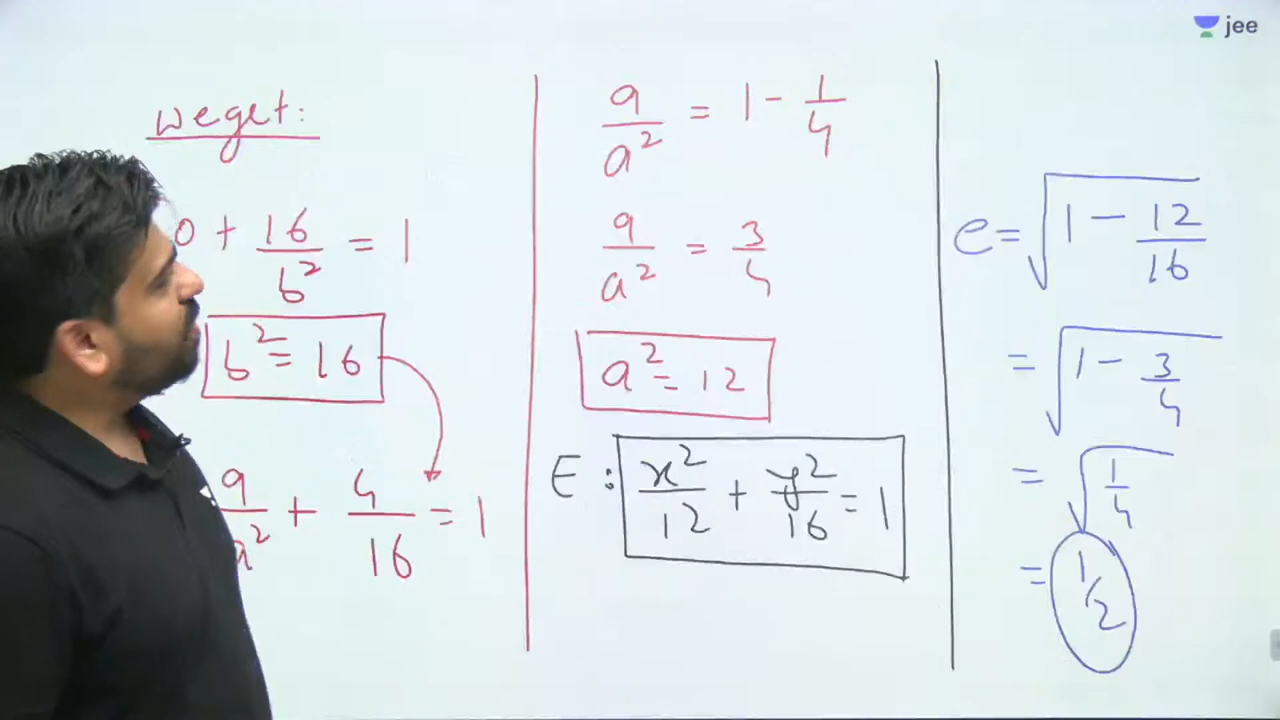 jee
we get:
0 + 16/b² = 1
b² = 16
9/a² + 4/16 = 1
9/a² = 1 - 1/4
9/a² = 3/4
a² = 12
E : x²/12 + y²/16 = 1
e = √(1 - 12/16)
= √(1 - 3/4)
= √(1/4)
= 1/2